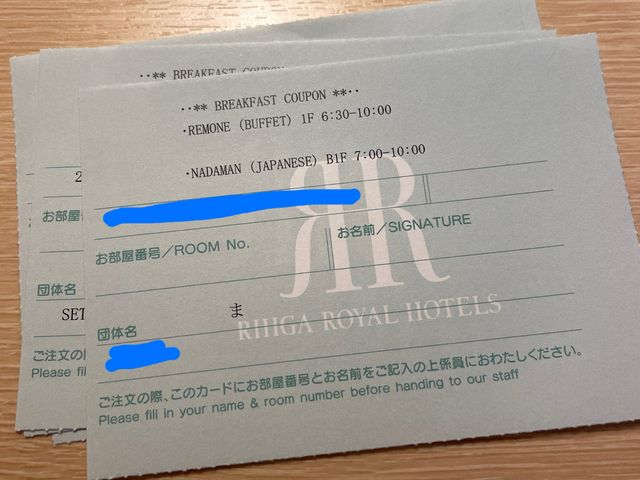 ··** BREAKFAST COUPON
··** BREAKFAST COUPON **··
·REMONE (BUFFET) 1F 6:30-10:00
·NADAMAN (JAPANESE) B1F 7:00-10:00
2
お部屋
お部屋番号/ROOM No.
お名前/SIGNATURE
RIHGA ROYAL HOTELS
団体名
SET
団体名
ま
ご注文の
Please fil
ご注文の際、このカードにお部屋番号とお名前をご記入の上係員におわたしください。
Please fill in your name & room number before handing to our staff